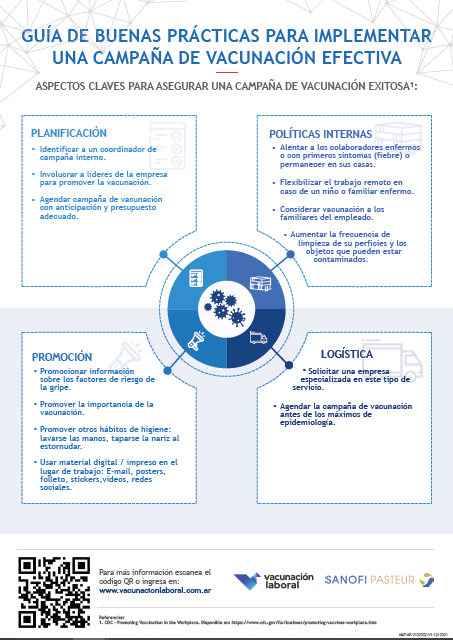 GUÍA DE BUENAS PRÁCTICAS PARA IMPLEMENTAR
UNA CAMPAÑA DE VACUNACIÓN EFECTIVA
ASPECTOS CLAVES PARA ASEGURAR UNA CAMPAÑA DE VACUNACIÓN EXITOSA¹:
PLANIFICACIÓN
• Identificar a un coordinador de
campaña interno.
• Involucrar a líderes de la empresa
para promover la vacunación.
• Agendar campaña de vacunación
con anticipación y presupuesto
adecuado.
POLÍTICAS INTERNAS
• Alentar a los colaboradores enfermos
o con primeros síntomas (fiebre) o
permanecer en sus casas.
• Flexibilizar el trabajo remoto en
caso de un niño o familiar enfermo.
• Considerar vacunación a los
familiares del empleado.
• Aumentar la frecuencia de
limpieza de su perficies y los
objetos que pueden estar
contaminados.
PROMOCIÓN
• Promocionar información
sobre los factores de riesgo de
la gripe.
• Promover la importancia de la
vacunación.
• Promover otros hábitos de higiene:
lavarse las manos, taparse la nariz al
estornudar.
• Usar material digital / impreso en el
lugar de trabajo: E-mail, posters,
folleto, stickers,videos, redes
sociales.
LOGÍSTICA
• Solicitar una empresa
especializada en este tipo de
servicio.
• Agendar la campaña de vacunación
antes de los máximos de
epidemiología.
Para más información escanea el
código QR o ingresa en:
www.vacunacionlaboral.com.ar
vacunación
laboral
SANOFI PASTEUR
Referencias:
1. CDC - Promoting Vaccination in the Workplace. Disponible en: https://www.cdc.gov/flu/business/promoting-vaccines-workplace.htm